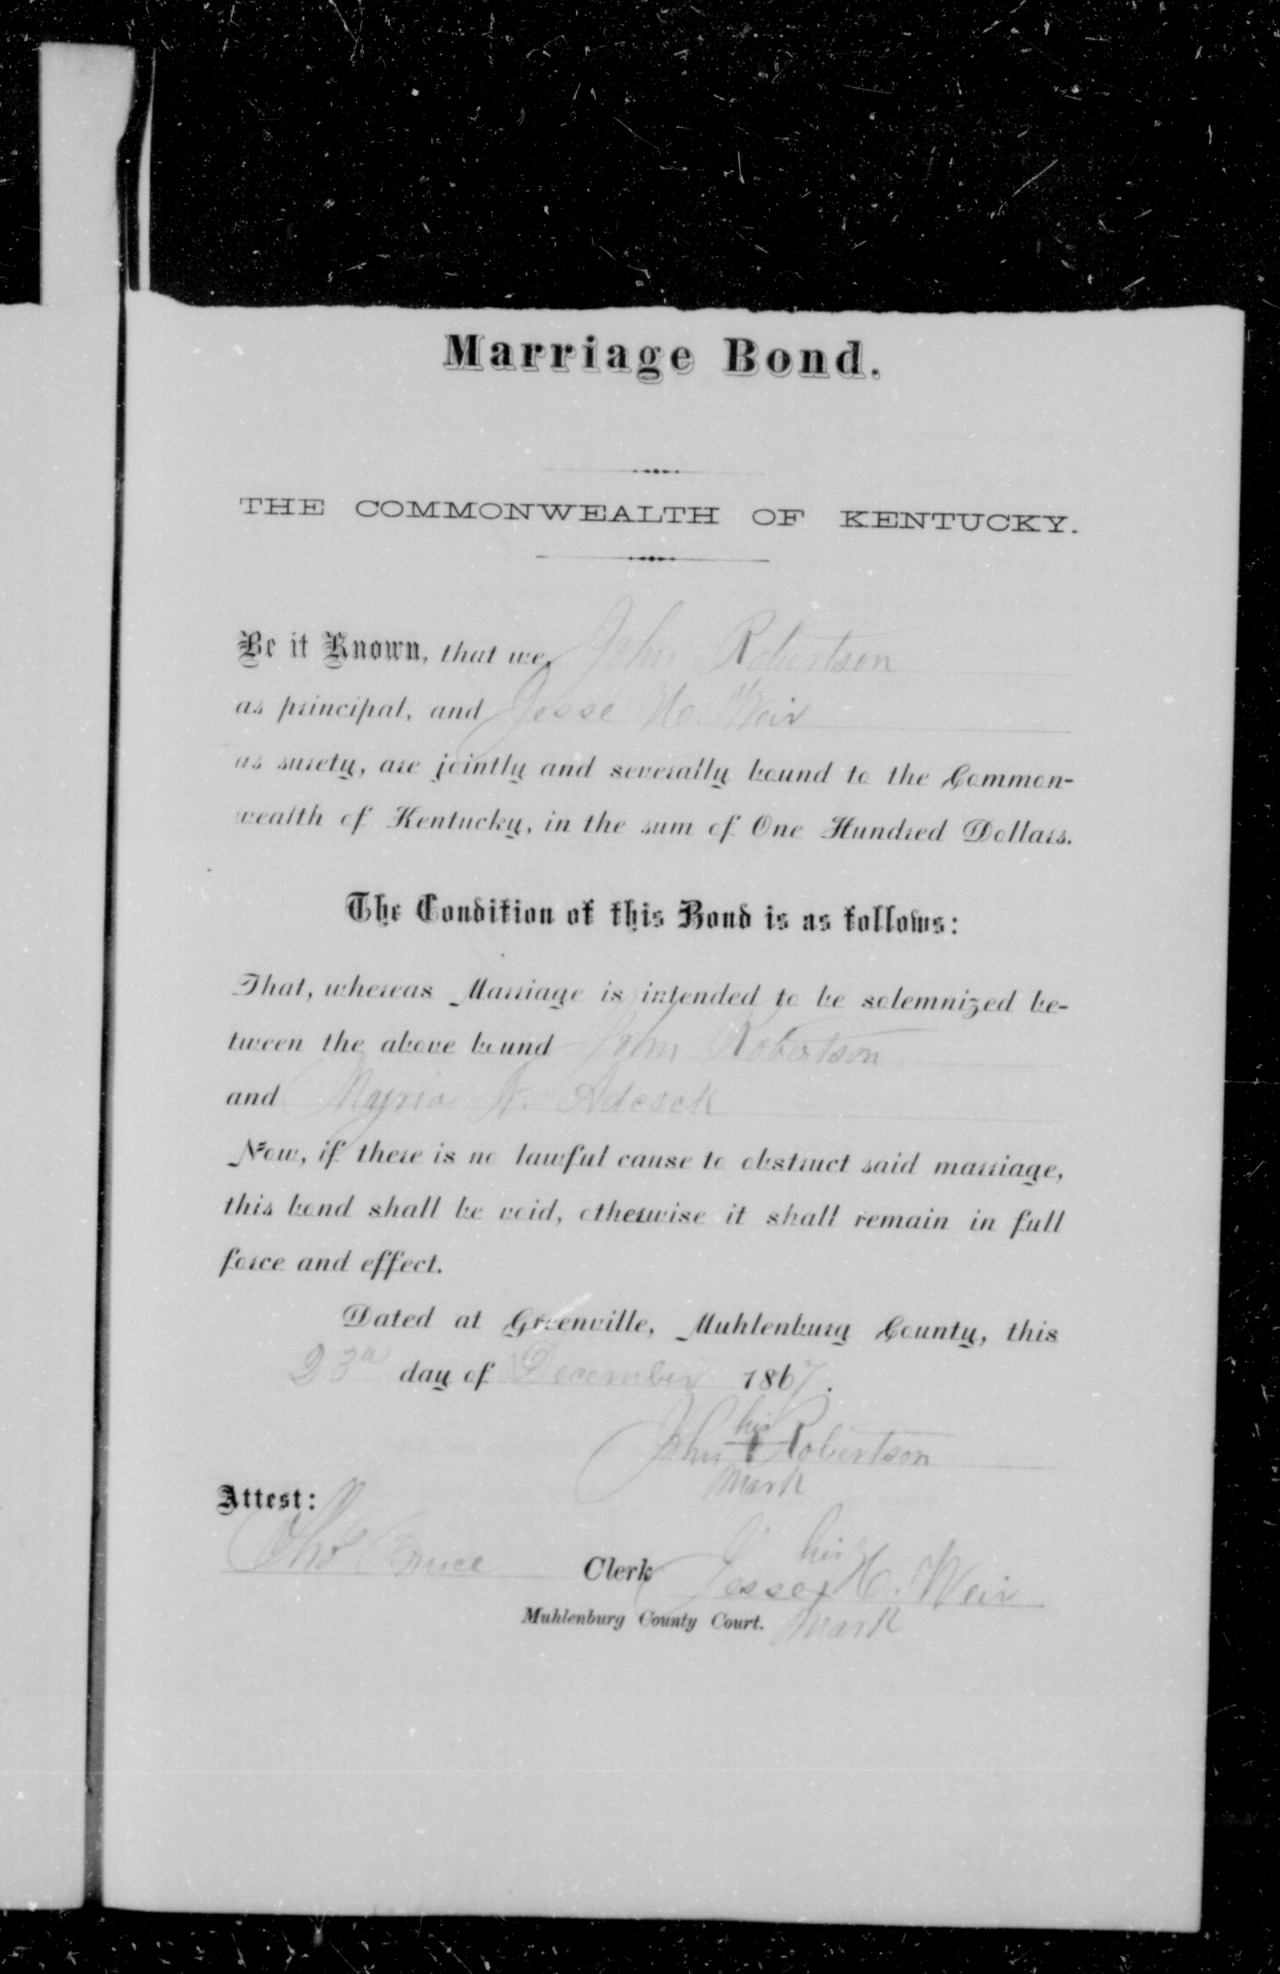 Marriage Bond.
THE COMMONWEALTH OF KENTUCKY.
Be it Known, that we, John Robertson
as principal, and Jesse H. Weir
as surety, are jointly and severally bound to the Common-
wealth of Kentucky, in the sum of One Hundred Dollars.
The Condition of this Bond is as follows:
That, whereas Marriage is intended to be solemnized be-
tween the above bound John Robertson
and N. Adcock
Now, if there is no lawful cause to obstruct said marriage,
this bond shall be void, otherwise it shall remain in full
force and effect.
Dated at Greenville, Muhlenburg County, this
23d day of December 1867.
his
John + Robertson
mark
Attest:
Tho Bruce Clerk
Muhlenburg County Court.
his
Jesse x H. Weir
mark